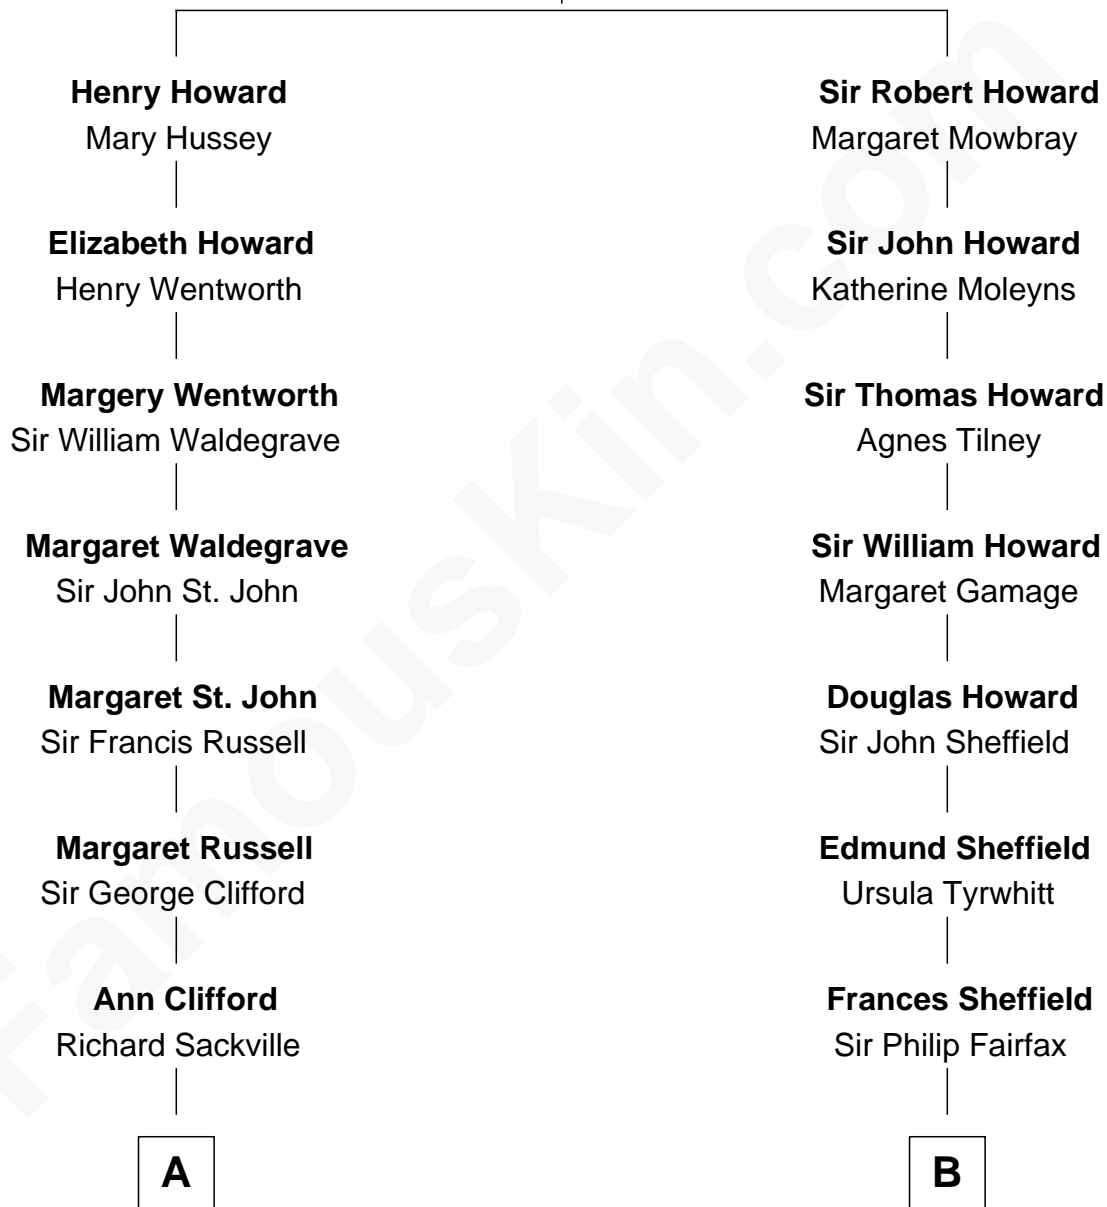 Henry Howard
Mary Hussey
Elizabeth Howard
Henry Wentworth
Margery Wentworth
Sir William Waldegrave
Margaret Waldegrave
Sir John St. John
Margaret St. John
Sir Francis Russell
Margaret Russell
Sir George Clifford
Ann Clifford
Richard Sackville
A
Sir Robert Howard
Margaret Mowbray
Sir John Howard
Katherine Moleyns
Sir Thomas Howard
Agnes Tilney
Sir William Howard
Margaret Gamage
Douglas Howard
Sir John Sheffield
Edmund Sheffield
Ursula Tyrwhitt
Frances Sheffield
Sir Philip Fairfax
B
FamousKin.com